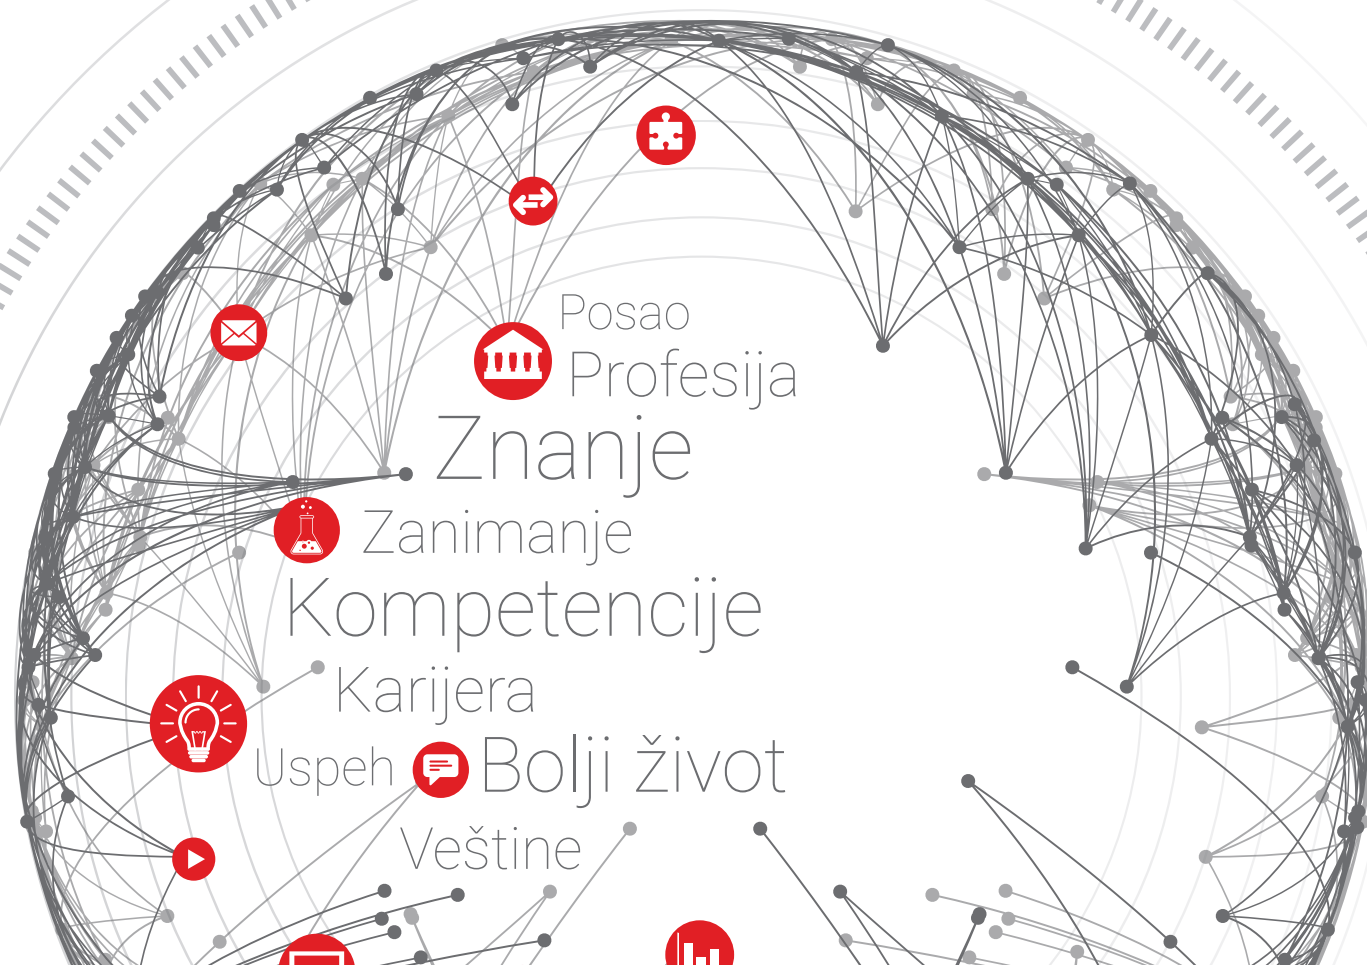 Posao
Profesija
Znanje
Zanimanje
Kompetencije
Karijera
Uspeh
Bolji život
Veštine